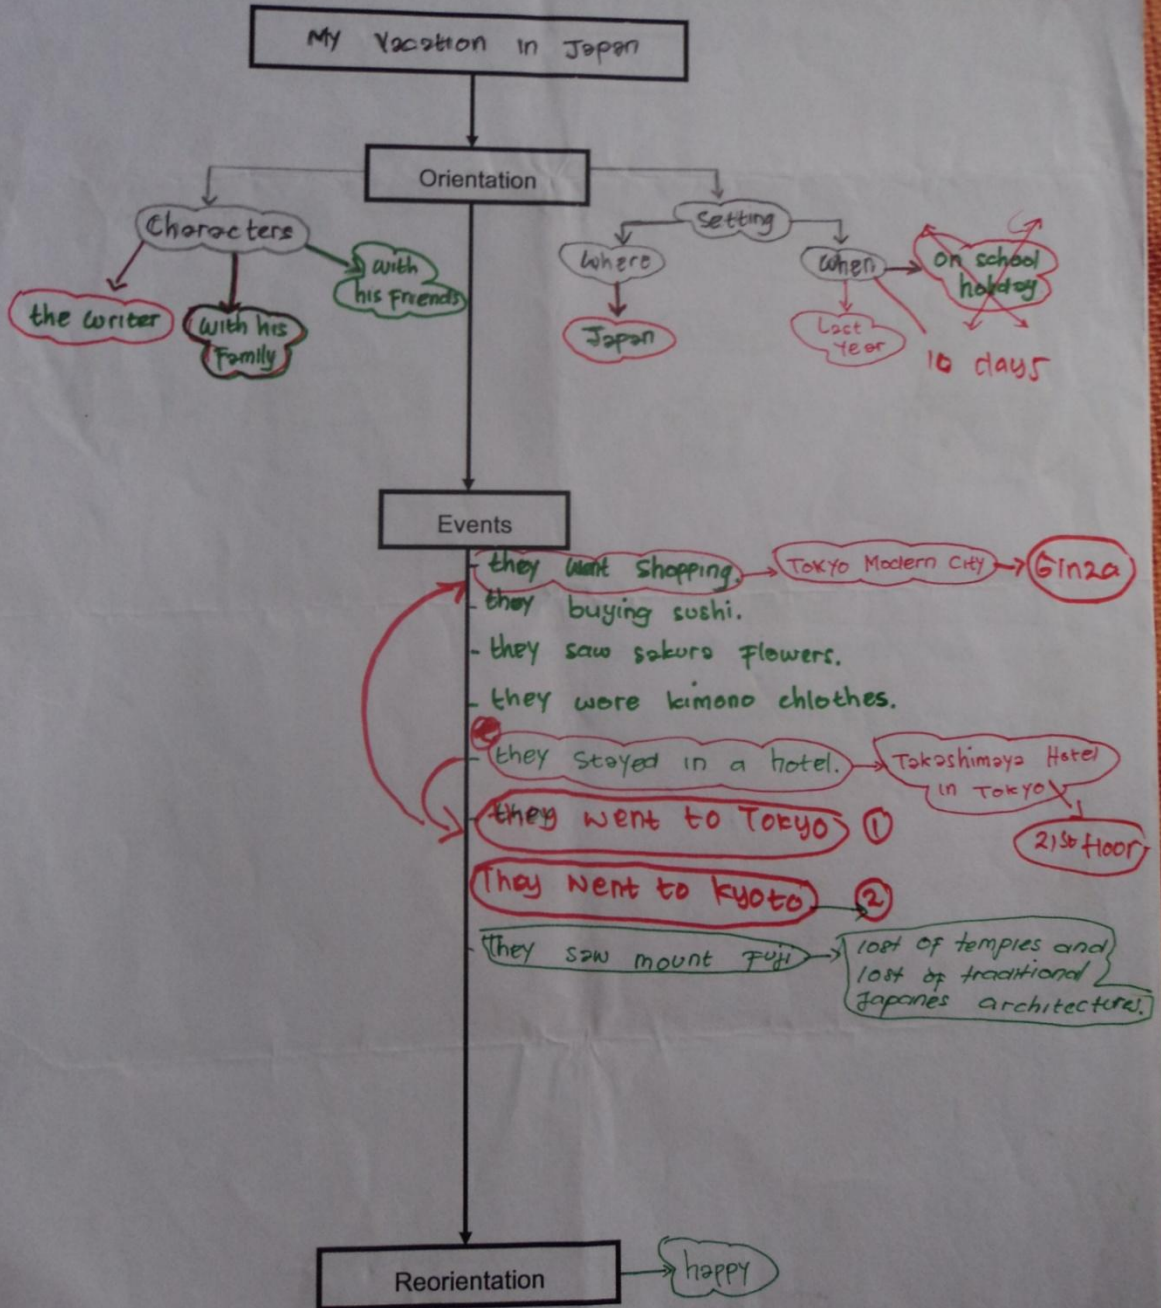 My Vacation in Japan
Orientation
Characters
Setting
the writer
with his
Family
with
his Friends
Where
Japan
When
Last
Year
on school
holiday
10 days
Events
they went shopping.
Tokyo Modern City
Ginza
they buying sushi.
they saw sakura Flowers.
they wore kimono chlothes.
they stayed in a hotel.
Takashimaya Hotel
in Tokyo
21st floor
they went to Tokyo
1
They went to kyoto
2
They saw mount Fuji
lost of temples and
lost of traditional
Japanes architectures.
Reorientation
happy